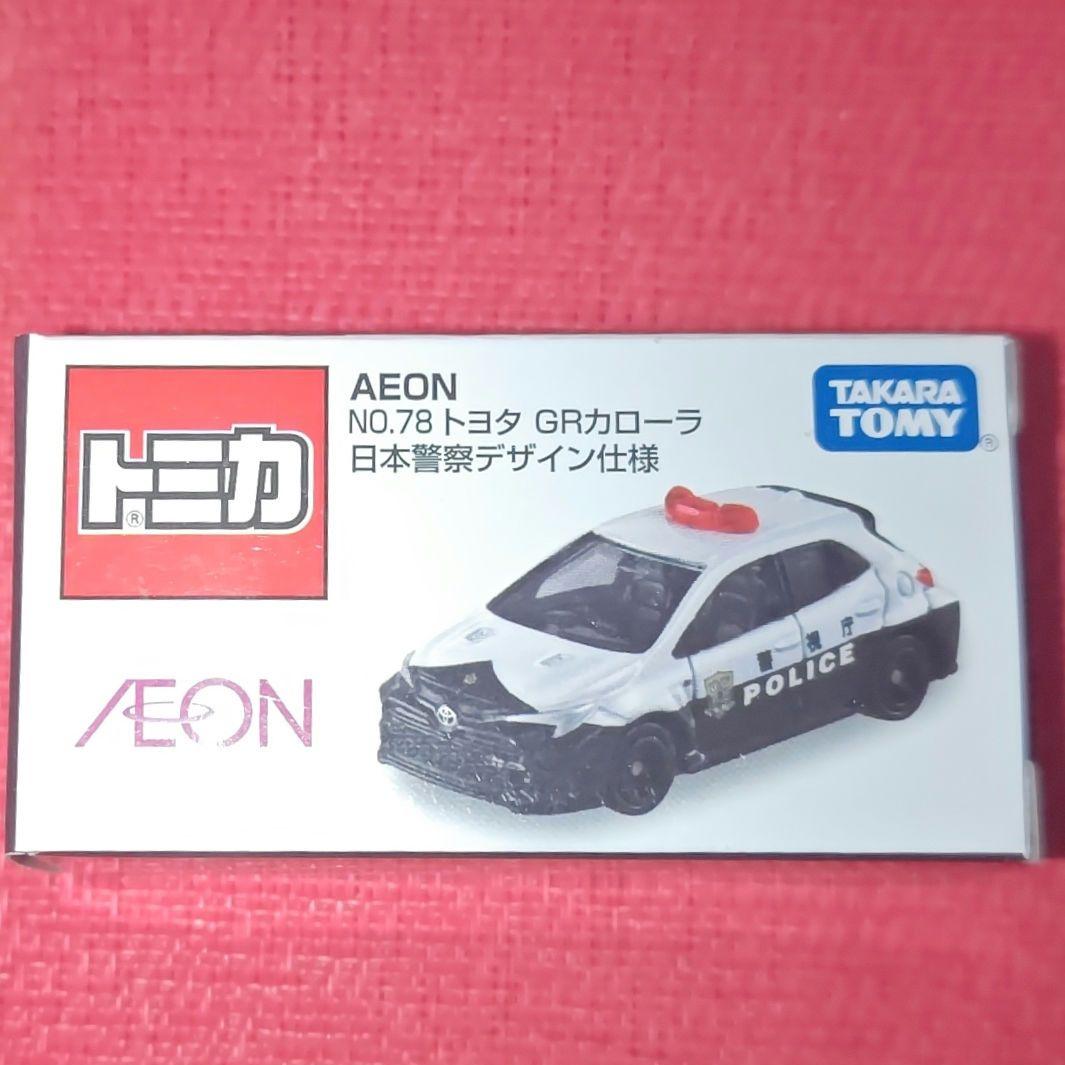 トミカ
®
AEON
NO.78 トヨタ GRカローラ
日本警察デザイン仕様
TAKARA
TOMY
®
AEON
警視庁
POLICE